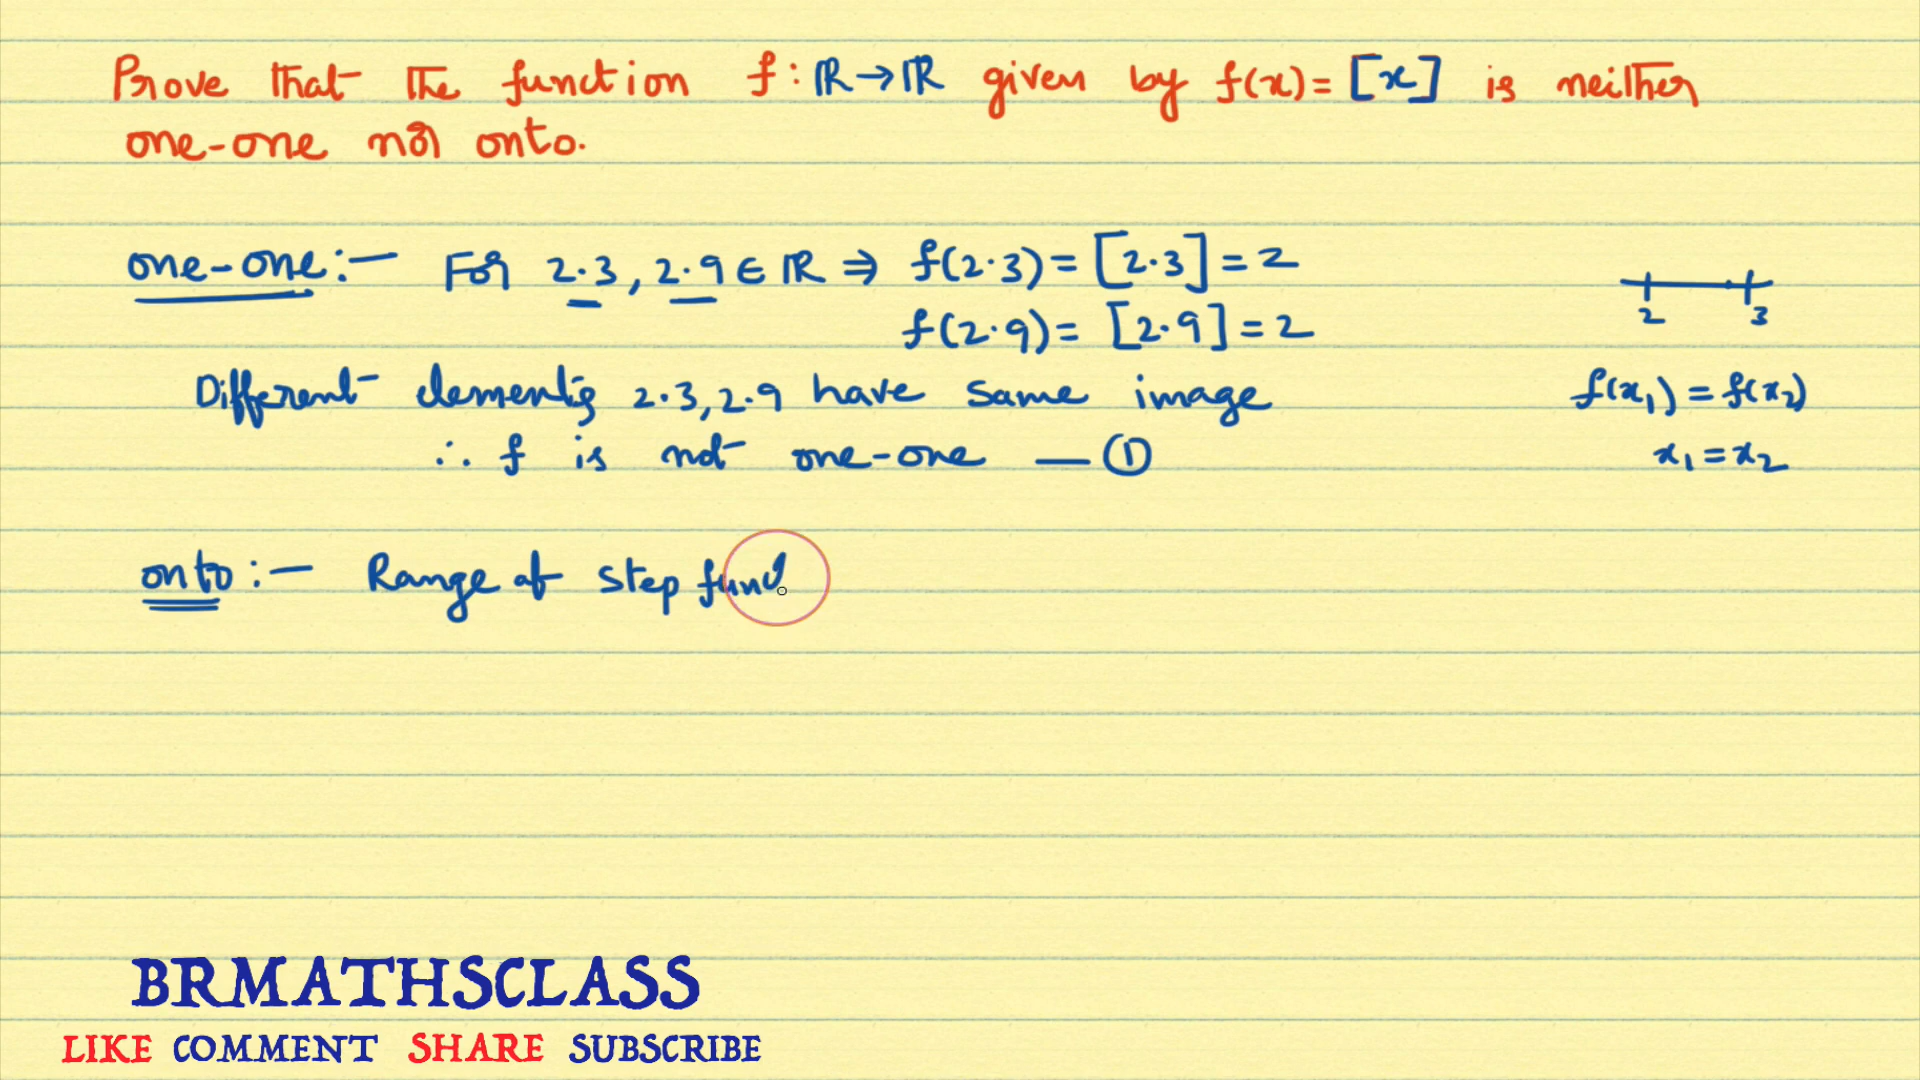 Prove that the function f : ℝ → ℝ given by f(x) = [x] is neither
one-one nor onto.
one-one :— For 2.3, 2.9 ∈ ℝ ⇒ f(2.3) = [2.3] = 2
f(2.9) = [2.9] = 2
2 3
Different elements 2.3, 2.9 have same image
f(x₁) = f(x₂)
∴ f is not one-one — ①
x₁ = x₂
onto :— Range of step func
BRMATHSCLASS
LIKE COMMENT SHARE SUBSCRIBE